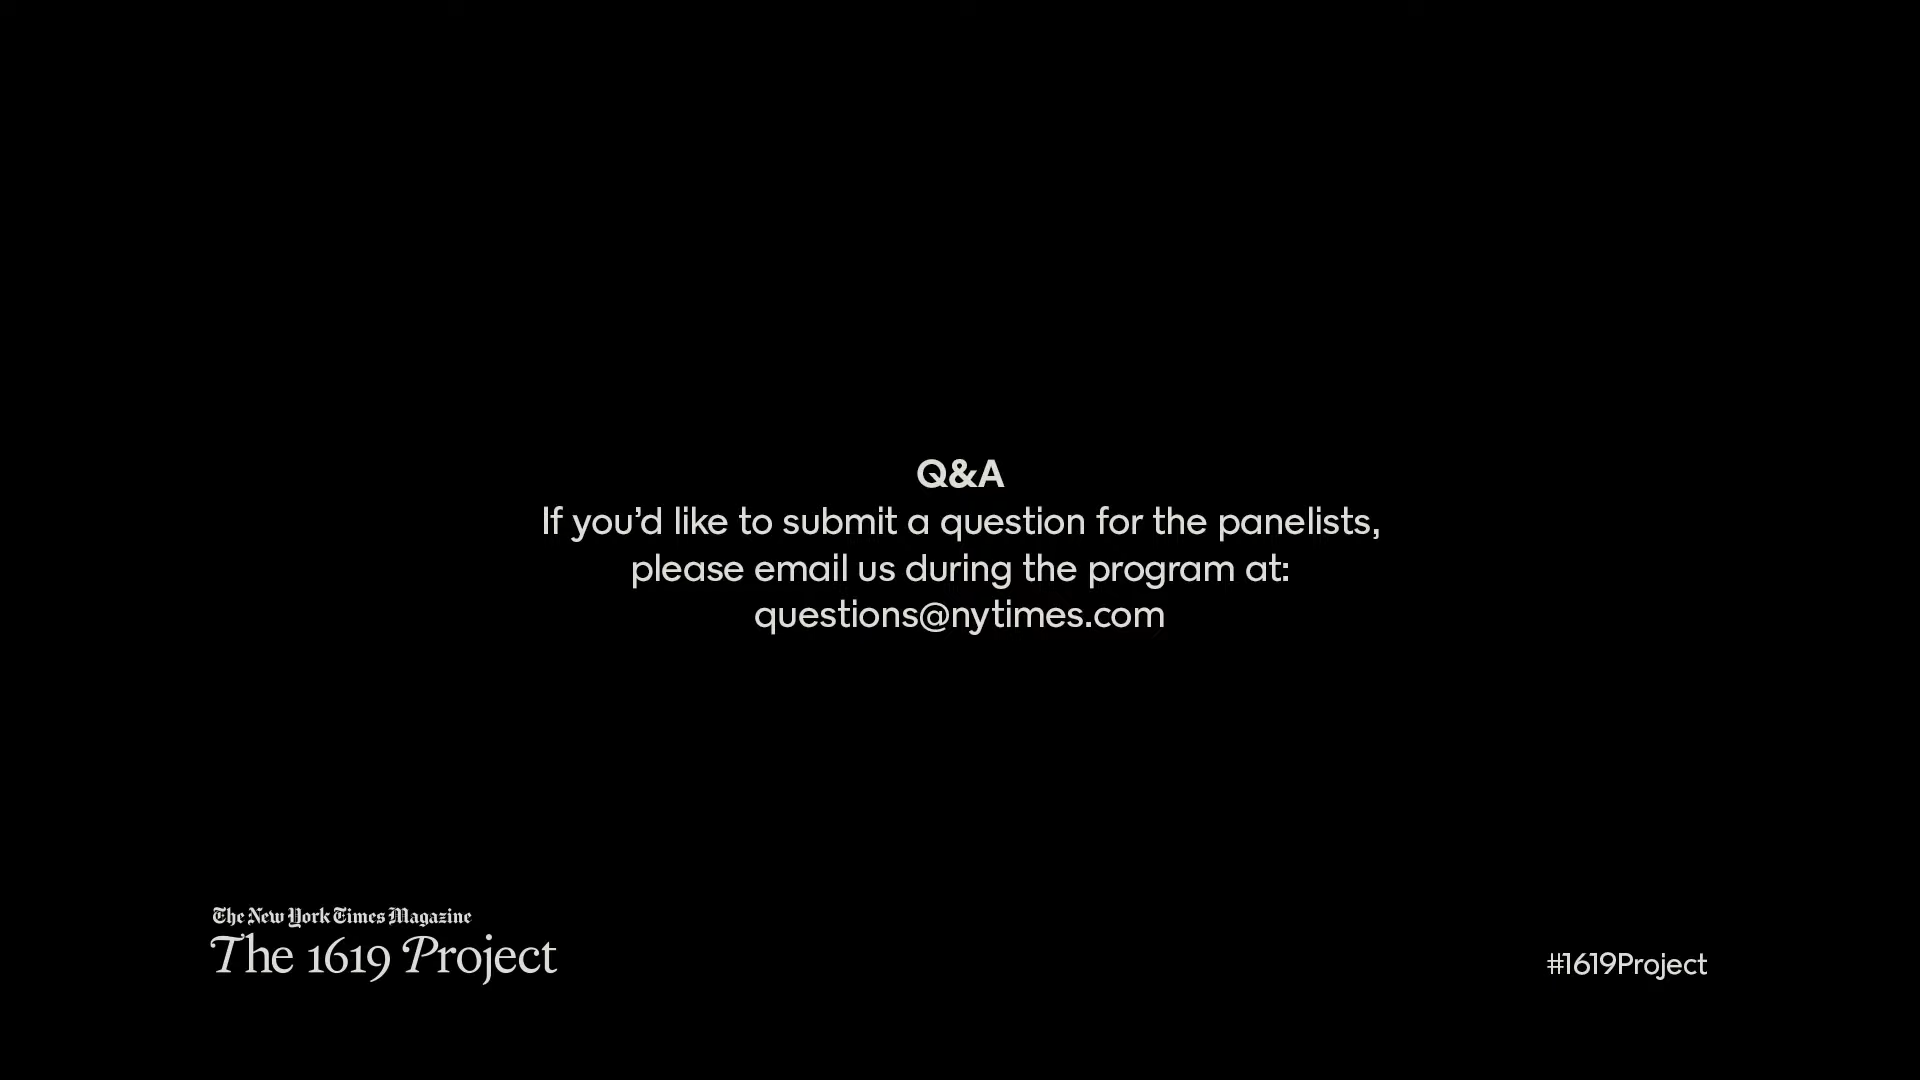 Q&A
If you’d like to submit a question for the panelists,
please email us during the program at:
questions@nytimes.com
The New York Times Magazine
The 1619 Project
#1619Project